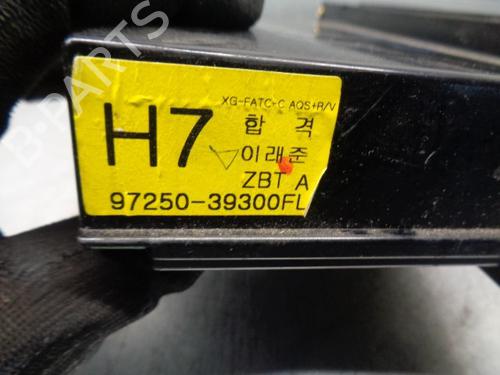 XG-FATC-C AQS+R/V
H7
합 격
이래준
ZBT A
97250-39300FL
PARTS